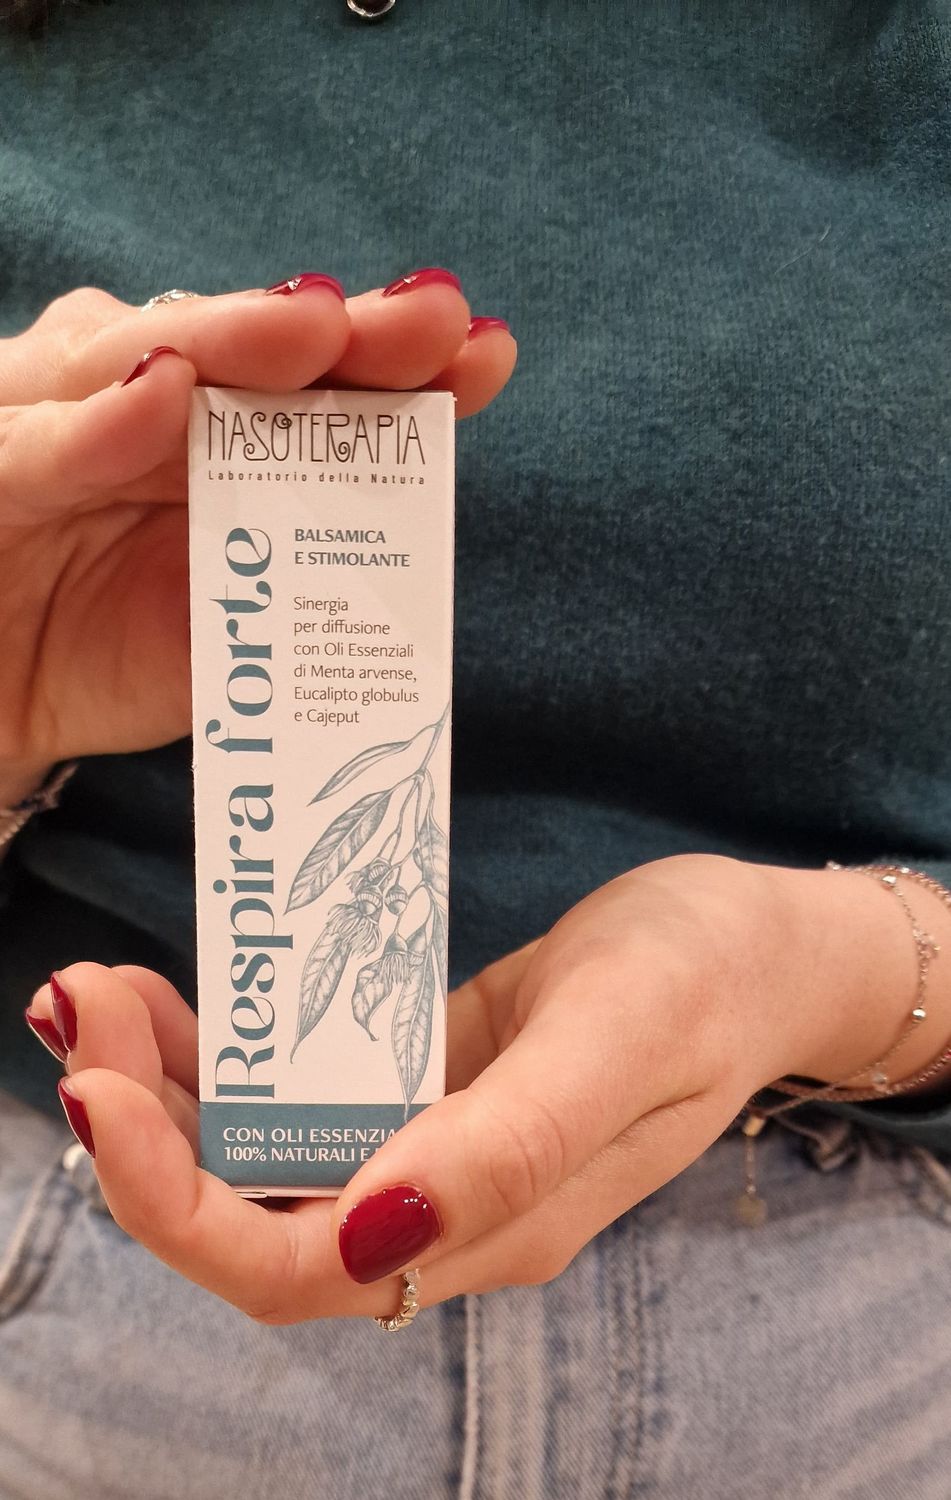 NASOTERAPIA
Laboratorio della Natura
Respira forte
BALSAMICA
E STIMOLANTE
Sinergia
per diffusione
con Oli Essenziali
di Menta arvense,
Eucalipto globulus
e Cajeput
CON OLI
100% NATURALI E